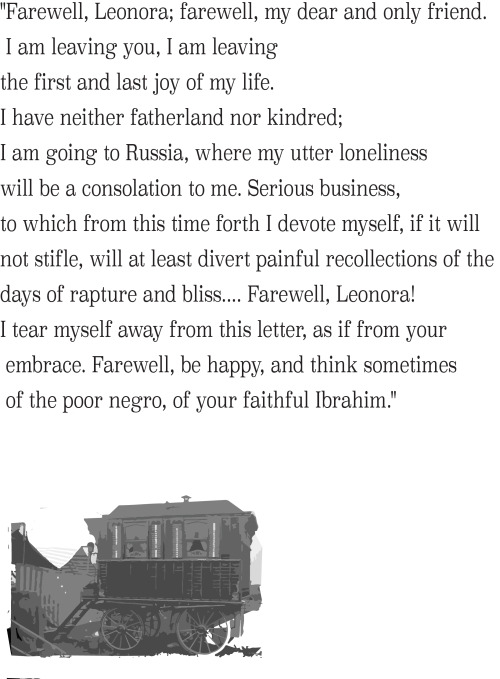 "Farewell, Leonora; farewell, my dear and only friend.
I am leaving you, I am leaving
the first and last joy of my life.
I have neither fatherland nor kindred;
I am going to Russia, where my utter loneliness
will be a consolation to me. Serious business,
to which from this time forth I devote myself, if it will
not stifle, will at least divert painful recollections of the
days of rapture and bliss.... Farewell, Leonora!
I tear myself away from this letter, as if from your
embrace. Farewell, be happy, and think sometimes
of the poor negro, of your faithful Ibrahim."